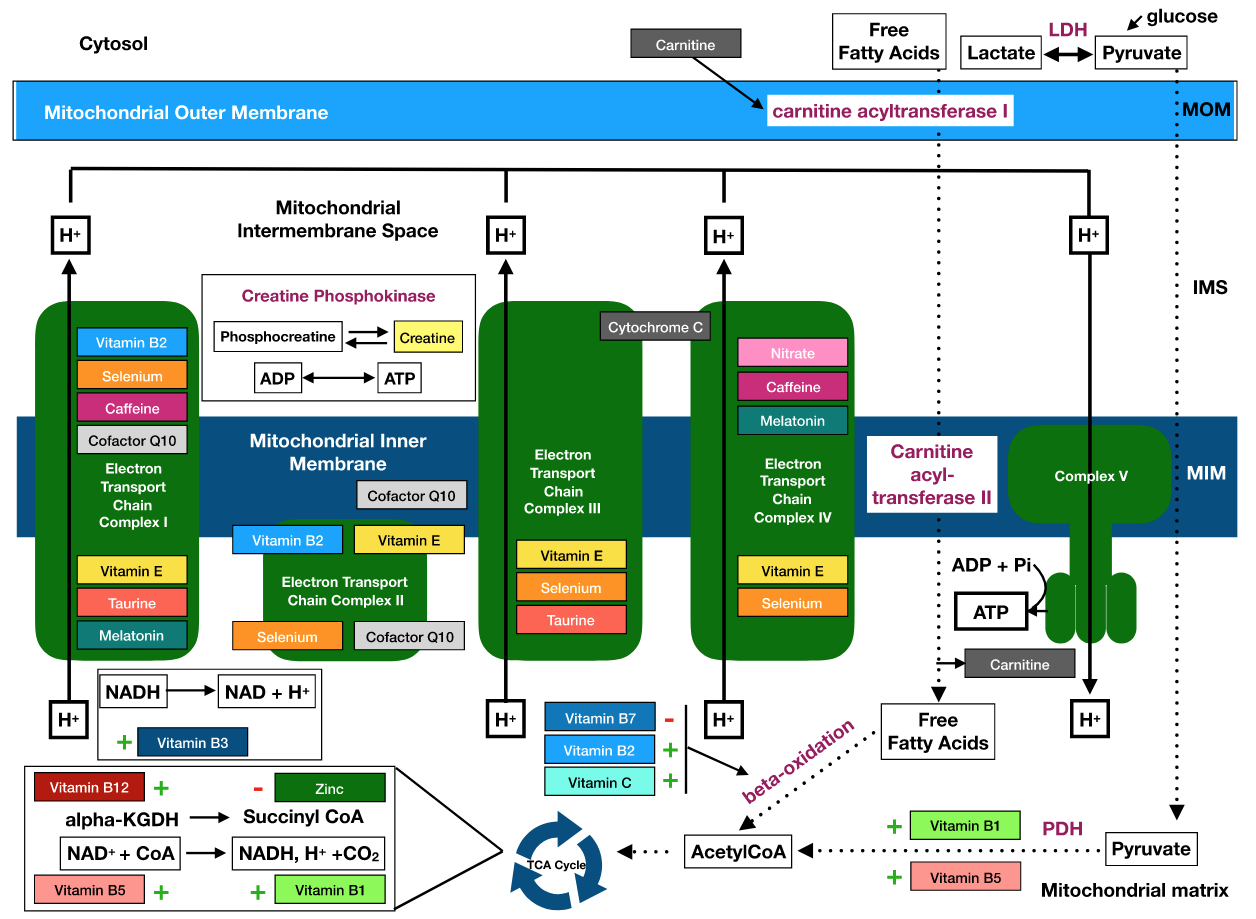 Cytosol
Carnitine
Free
Fatty Acids
Lactate
LDH
glucose
Pyruvate
Mitochondrial Outer Membrane
carnitine acyltransferase I
MOM
Mitochondrial
Intermembrane Space
H+
H+
H+
H+
IMS
Creatine Phosphokinase
Phosphocreatine
Creatine
ADP
ATP
Vitamin B2
Selenium
Caffeine
Cofactor Q10
Electron
Transport
Chain
Complex I
Vitamin E
Taurine
Melatonin
Mitochondrial Inner
Membrane
Cofactor Q10
Vitamin B2
Vitamin E
Electron Transport
Chain Complex II
Selenium
Cofactor Q10
Cytochrome C
Electron
Transport
Chain
Complex III
Vitamin E
Selenium
Taurine
Nitrate
Caffeine
Melatonin
Electron
Transport
Chain
Complex IV
Vitamin E
Selenium
Carnitine
acyl-
transferase II
Complex V
MIM
ADP + Pi
ATP
Carnitine
H+
H+
H+
H+
NADH
NAD + H+
+ Vitamin B3
Vitamin B7 -
Vitamin B2 +
Vitamin C +
beta-oxidation
Free
Fatty Acids
Vitamin B12 +
- Zinc
alpha-KGDH
Succinyl CoA
NAD+ + CoA
NADH, H+ +CO2
Vitamin B5 +
+ Vitamin B1
TCA Cycle
AcetylCoA
+ Vitamin B1
PDH
+ Vitamin B5
Pyruvate
Mitochondrial matrix